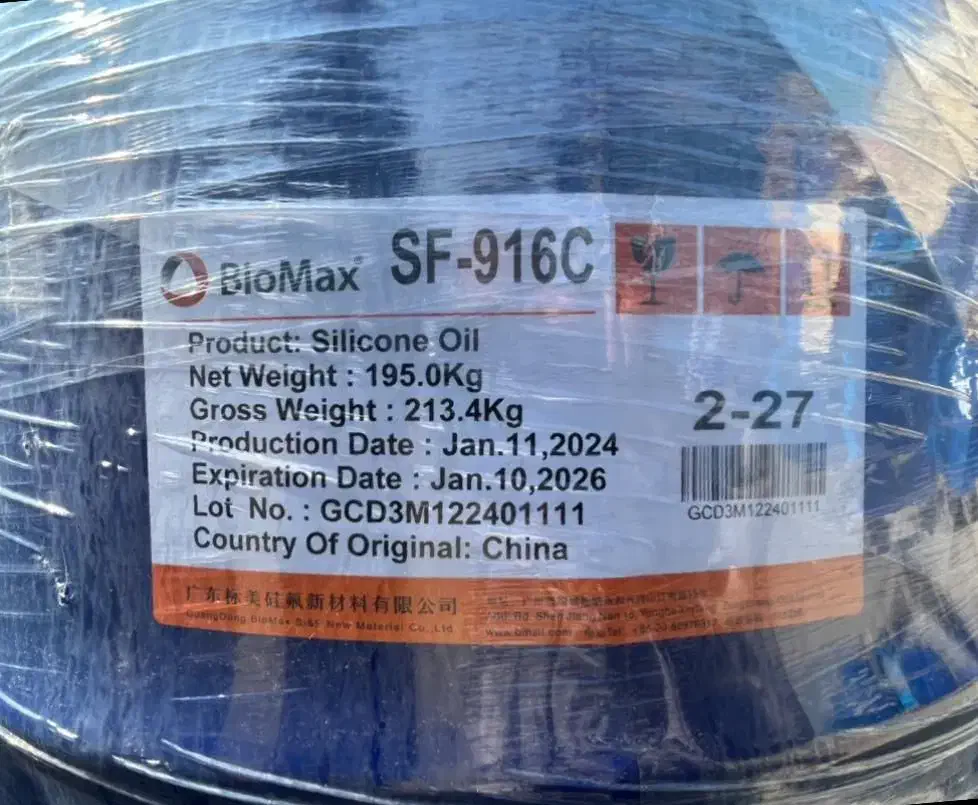 BioMax® SF-916C
Product: Silicone Oil
Net Weight : 195.0Kg
Gross Weight : 213.4Kg
Production Date : Jan.11,2024
Expiration Date : Jan.10,2026
Lot No. : GCD3M122401111
Country Of Original: China
2-27
GCD3M122401111
广东标美硅氟新材料有限公司
GuangDong BioMax Si&F New Material Co., Ltd.